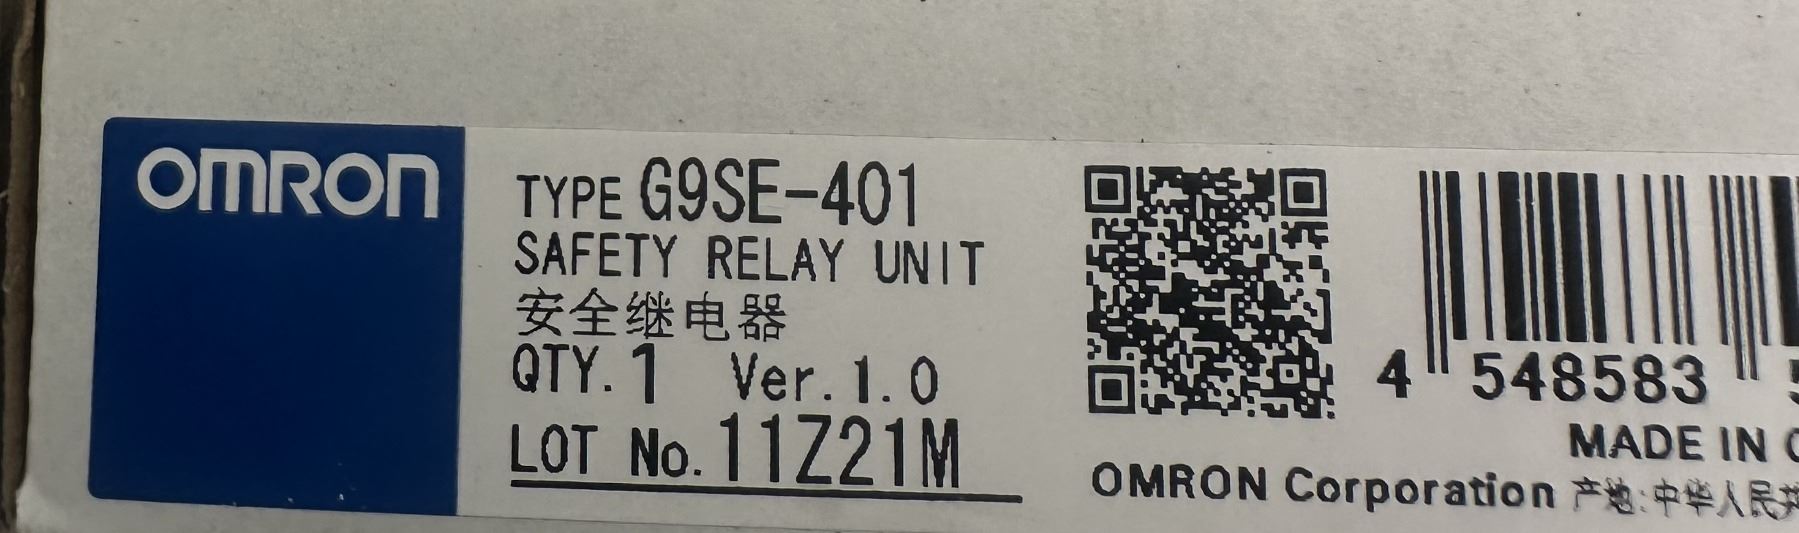 OMRON
TYPE G9SE-401
SAFETY RELAY UNIT
安全继电器
QTY. 1 Ver. 1.0
LOT No. 11Z21M
4 548583
MADE IN
OMRON Corporation 产地:中华人民